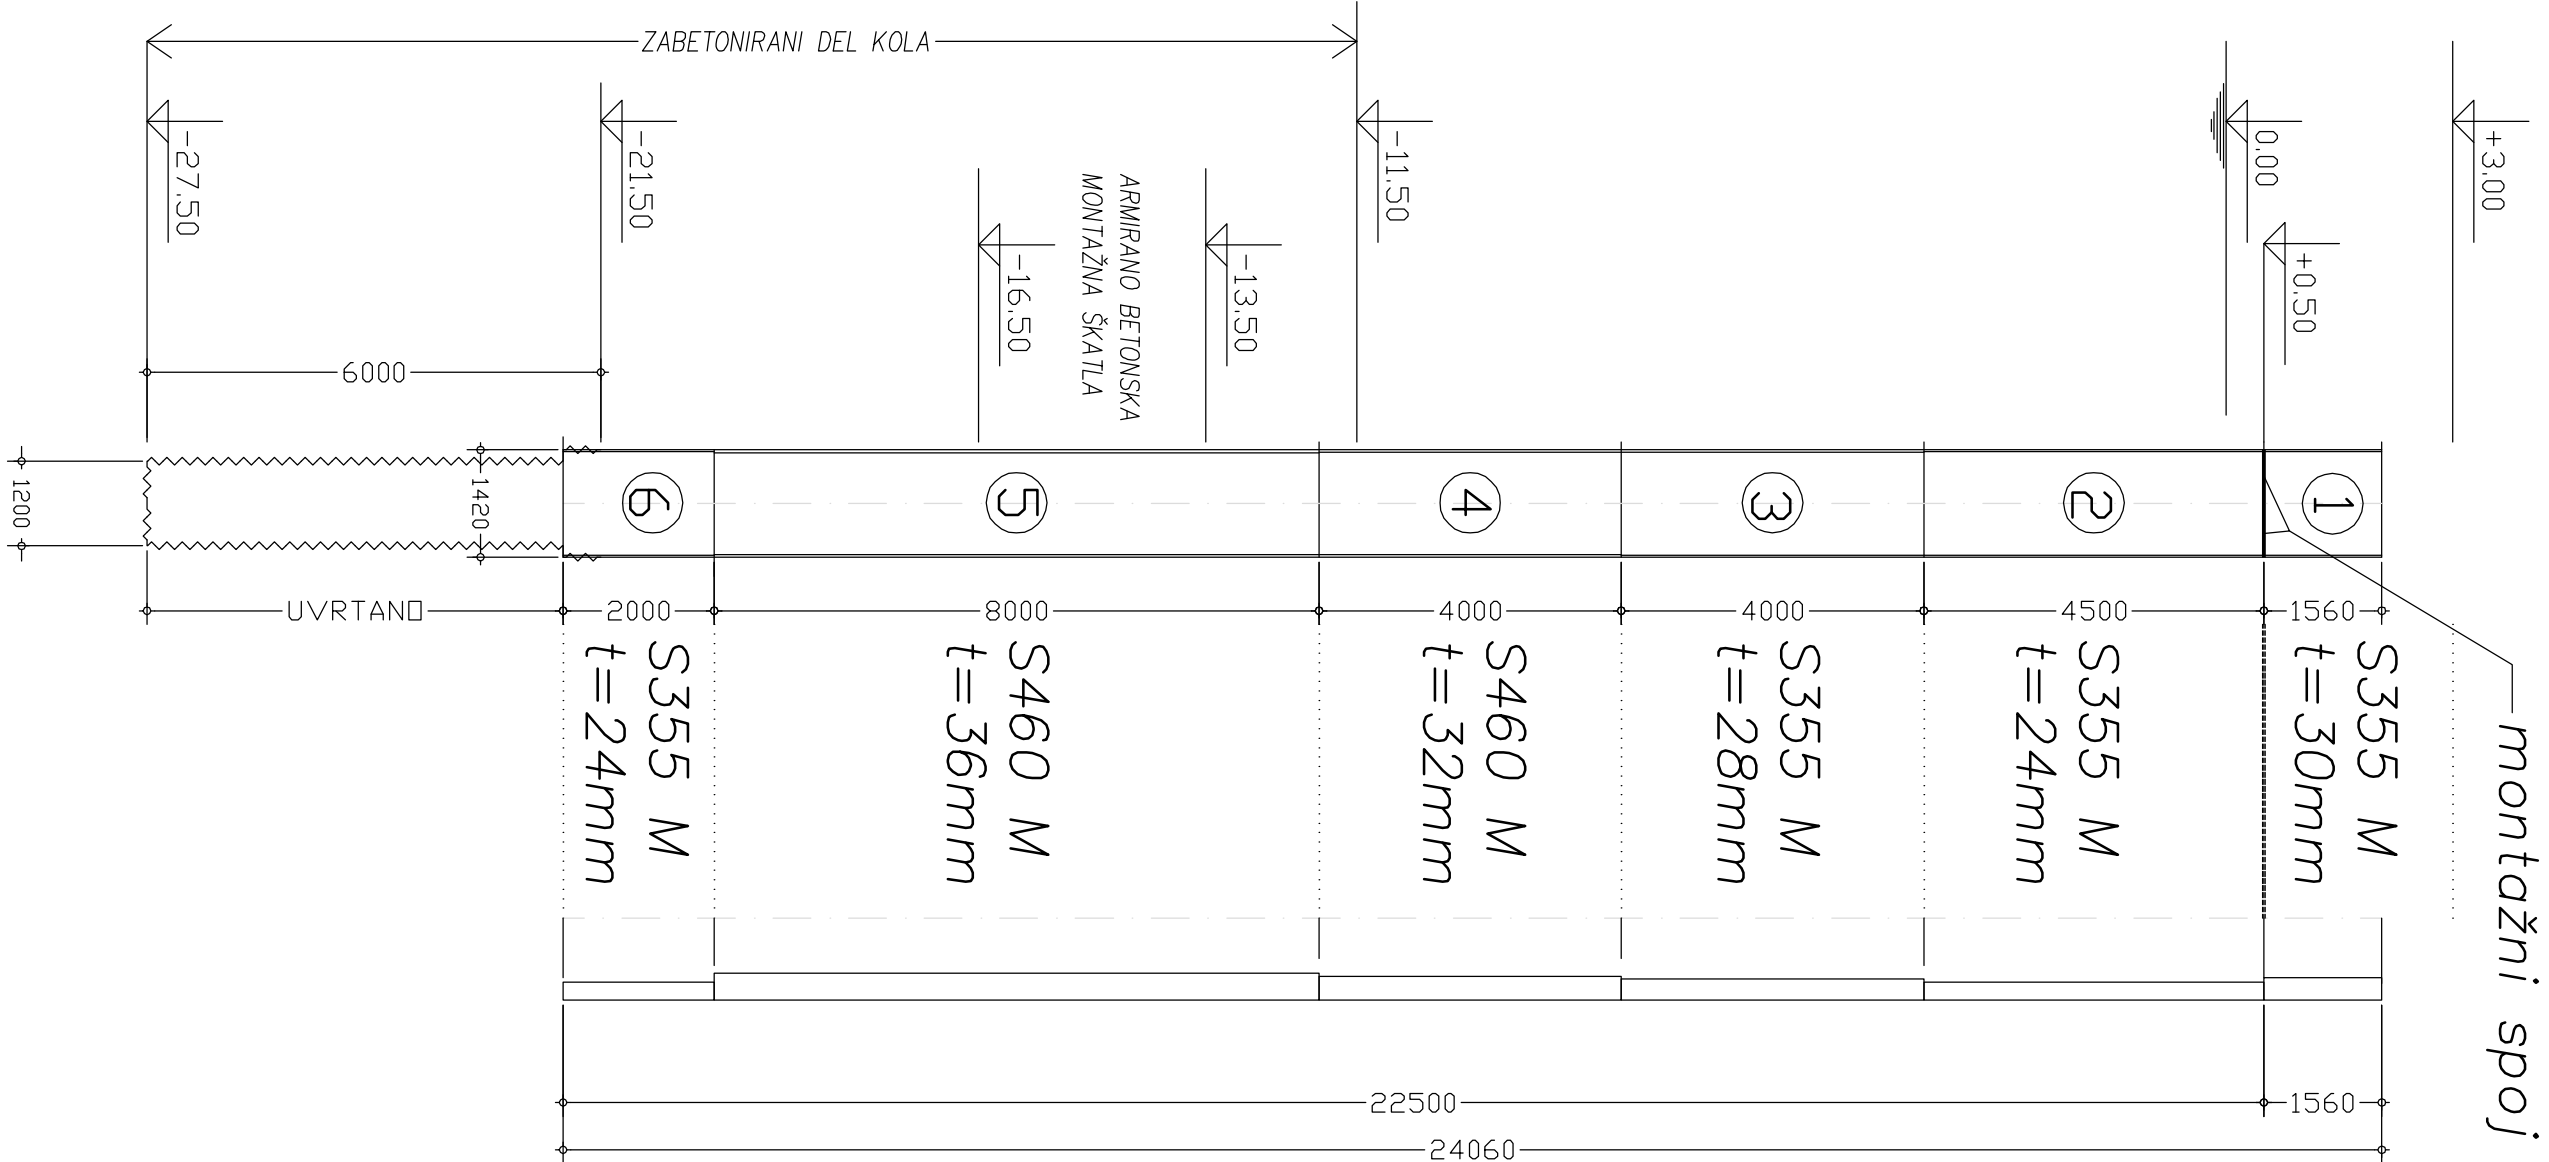 ZABETONIRANI DEL KOLA
-27.50
-21.50
-11.50
0.00
+3.00
-16.50
ARMIRANO BETONSKA
MONTAŽNA ŠKATLA
-13.50
+0.50
6000
1200
1420
6
5
4
3
2
1
UVRTANO
2000
8000
4000
4000
4500
1560
S355 M
t=24mm
S460 M
t=36mm
S460 M
t=32mm
S355 M
t=28mm
S355 M
t=24mm
S355 M
t=30mm
montažni spoj
22500
1560
24060